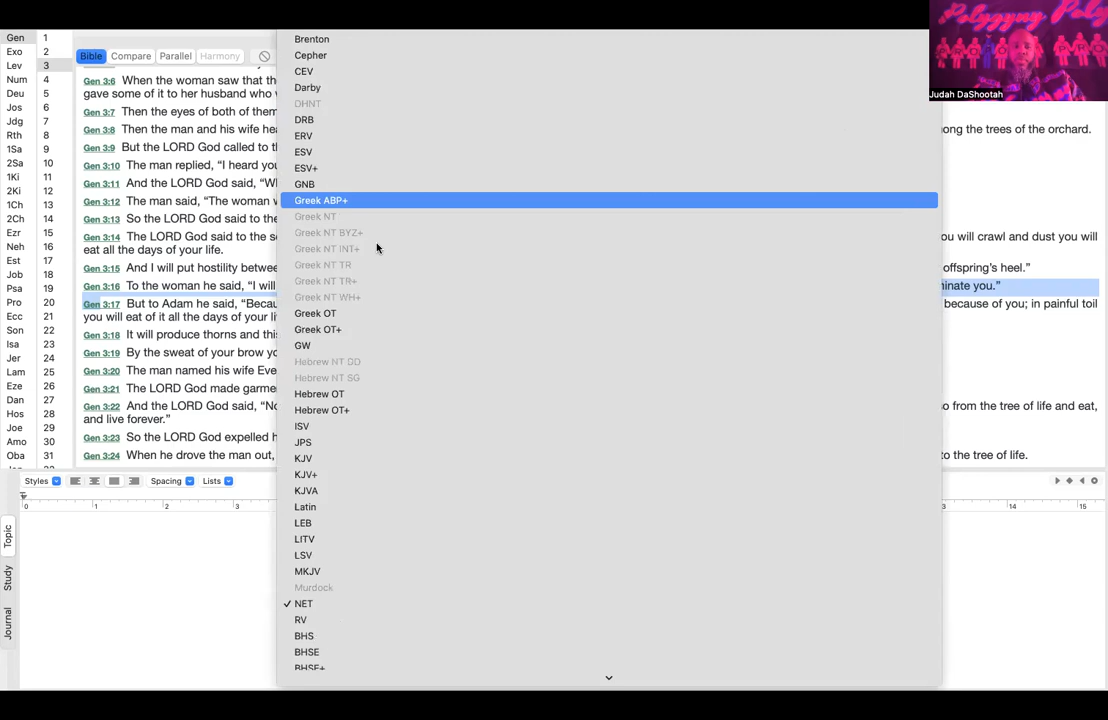 Gen
Exo
Lev
Num
Deu
Jos
Jdg
Rth
1Sa
2Sa
1Ki
2Ki
1Ch
2Ch
Ezr
Neh
Est
Job
Psa
Pro
Ecc
Son
Isa
Jer
Lam
Eze
Dan
Hos
Joe
Amo
Oba
1
2
3
4
5
6
7
8
9
10
11
12
13
14
15
16
17
18
19
20
21
22
23
24
25
26
27
28
29
30
31
Bible Compare Parallel Harmony
Gen 3:6 When the woman saw that the
gave some of it to her husband who
Gen 3:7 Then the eyes of both of them
Gen 3:8 Then the man and his wife hea
ong the trees of the orchard.
Gen 3:9 But the LORD God called to th
Gen 3:10 The man replied, “I heard you
Gen 3:11 And the LORD God said, “Wh
Gen 3:12 The man said, “The woman w
Gen 3:13 So the LORD God said to the
Gen 3:14 The LORD God said to the se
ou will crawl and dust you will
eat all the days of your life.
Gen 3:15 And I will put hostility betwee
offspring’s heel.”
Gen 3:16 To the woman he said, “I will
inate you.”
Gen 3:17 But to Adam he said, “Becau
because of you; in painful toil
you will eat of it all the days of your li
Gen 3:18 It will produce thorns and this
Gen 3:19 By the sweat of your brow yo
Gen 3:20 The man named his wife Eve
Gen 3:21 The LORD God made garme
Gen 3:22 And the LORD God said, “No
o from the tree of life and eat,
and live forever.”
Gen 3:23 So the LORD God expelled h
Gen 3:24 When he drove the man out,
to the tree of life.
Brenton
Cepher
CEV
Darby
DHNT
DRB
ERV
ESV
ESV+
GNB
Greek ABP+
Greek NT
Greek NT BYZ+
Greek NT INT+
Greek NT TR
Greek NT TR+
Greek NT WH+
Greek OT
Greek OT+
GW
Hebrew NT DD
Hebrew NT SG
Hebrew OT
Hebrew OT+
ISV
JPS
KJV
KJV+
KJVA
Latin
LEB
LITV
LSV
MKJV
Murdock
✓ NET
RV
BHS
BHSE
BHSE+
Styles Spacing Lists
0 1 2 3 14 15
Topic
Study
Journal
Judah DaShootah